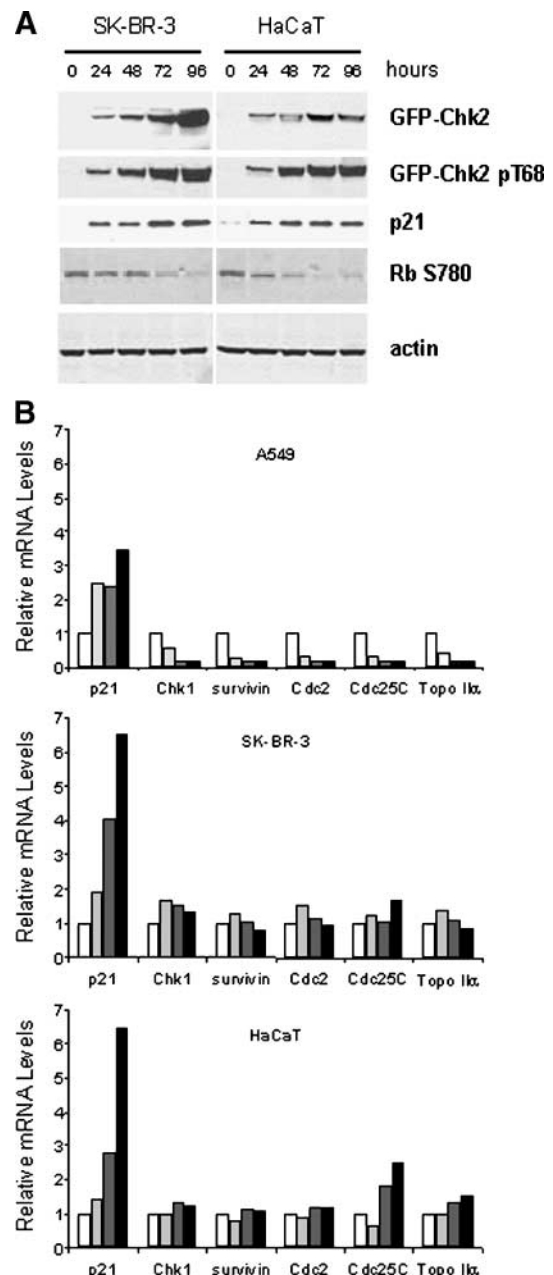 A
SK-BR-3 HaCaT
0 24 48 72 96 0 24 48 72 96 hours
GFP-Chk2
GFP-Chk2 pT68
p21
Rb S780
actin
B
Relative mRNA Levels
7
6
5
4
3
2
1
0
A549
p21 Chk1 survivin Cdc2 Cdc25C Topo IIα
Relative mRNA Levels
7
6
5
4
3
2
1
0
SK-BR-3
p21 Chk1 survivin Cdc2 Cdc25C Topo IIα
Relative mRNA Levels
7
6
5
4
3
2
1
0
HaCaT
p21 Chk1 survivin Cdc2 Cdc25C Topo IIα